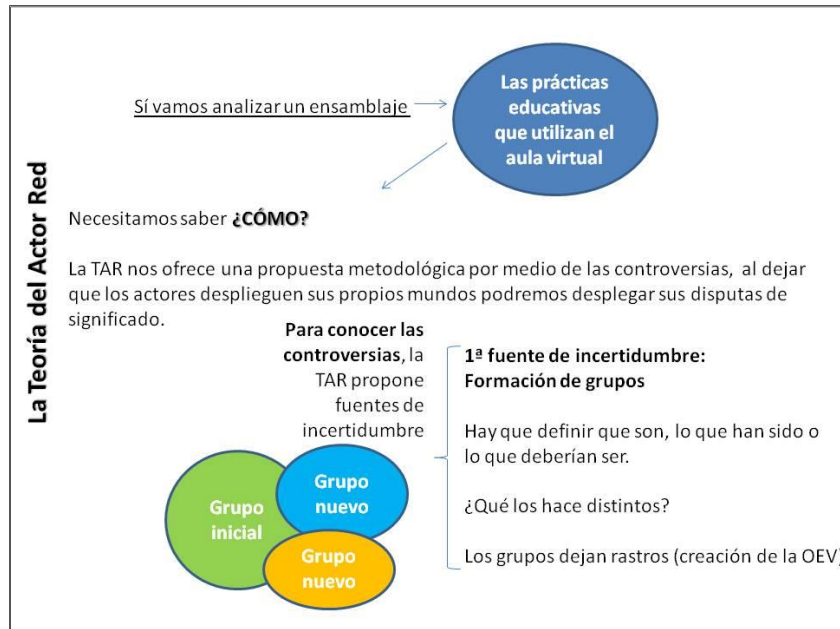 La Teoría del Actor Red
Sí vamos analizar un ensamblaje
Las prácticas
educativas
que utilizan el
aula virtual
Necesitamos saber ¿CÓMO?
La TAR nos ofrece una propuesta metodológica por medio de las controversias, al dejar
que los actores desplieguen sus propios mundos podremos desplegar sus disputas de
significado.
Para conocer las
controversias, la
TAR propone
fuentes de
incertidumbre
1ª fuente de incertidumbre:
Formación de grupos
Hay que definir que son, lo que han sido o
lo que deberían ser.
¿Qué los hace distintos?
Los grupos dejan rastros (creación de la OEV)
Grupo
inicial
Grupo
nuevo
Grupo
nuevo